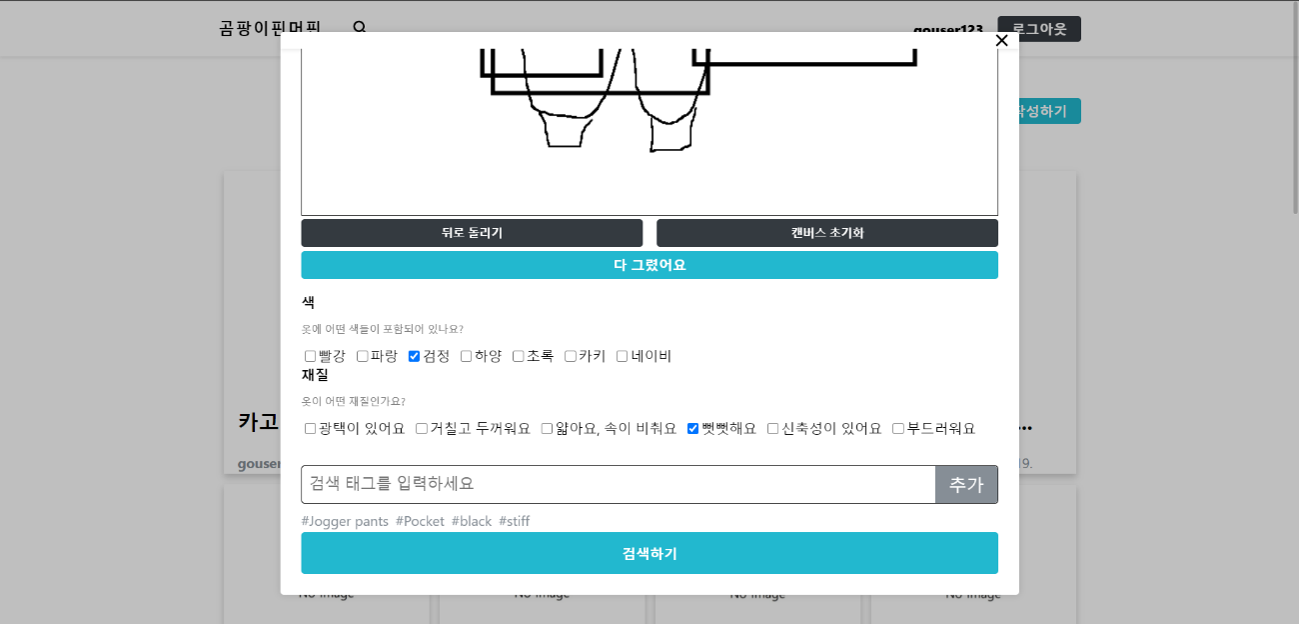 곰팡이핀머핀
gouser123 로그아웃
작성하기
뒤로 돌리기 캔버스 초기화
다 그렸어요
색
옷에 어떤 색들이 포함되어 있나요?
빨강 파랑 검정 하양 초록 카키 네이비
재질
옷이 어떤 재질인가요?
광택이 있어요 거칠고 두꺼워요 얇아요, 속이 비춰요 뻣뻣해요 신축성이 있어요 부드러워요
카고 ...
gouser 19.
검색 태그를 입력하세요 추가
#Jogger pants #Pocket #black #stiff
검색하기
No image No image No image No image